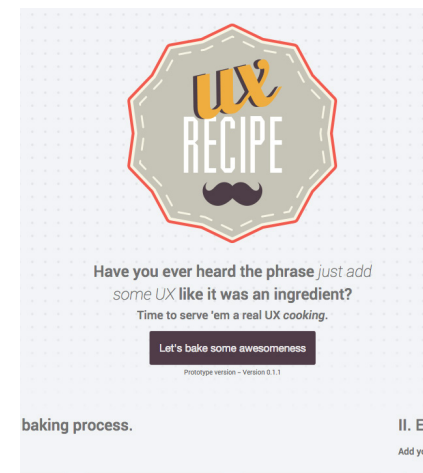 ux
RECIPE
Have you ever heard the phrase just add
some UX like it was an ingredient?
Time to serve 'em a real UX cooking.
Let's bake some awesomeness
Prototype version – Version 0.1.1
baking process.
II. E
Add yo